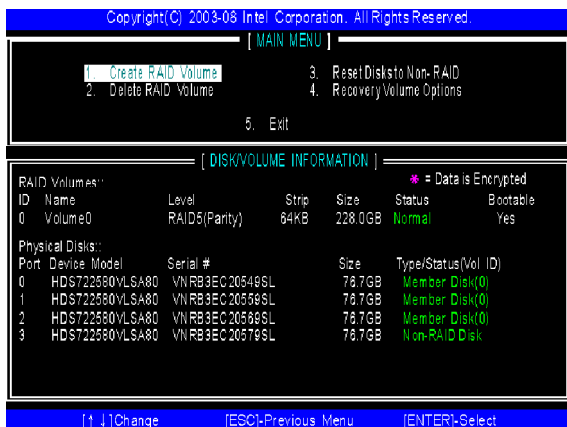 Copyright(C) 2003-08 Intel Corporation. All Rights Reserved.
[ MAIN MENU ]
1. Create RAID Volume 3. Reset Disks to Non-RAID
2. Delete RAID Volume 4. Recovery Volume Options
5. Exit
[ DISK/VOLUME INFORMATION ]
* = Data is Encrypted
RAID Volumes:
ID Name Level Strip Size Status Bootable
0 Volume0 RAID5(Parity) 64KB 228.0GB Normal Yes
Physical Disks:
Port Device Model Serial # Size Type/Status(Vol ID)
0 HDS722580VLSA80 VNRB3EC20549SL 76.7GB Member Disk(0)
1 HDS722580VLSA80 VNRB3EC20559SL 76.7GB Member Disk(0)
2 HDS722580VLSA80 VNRB3EC20569SL 76.7GB Member Disk(0)
3 HDS722580VLSA80 VNRB3EC20579SL 76.7GB Non-RAID Disk
[↑↓]Change [ESC]-Previous Menu [ENTER]-Select